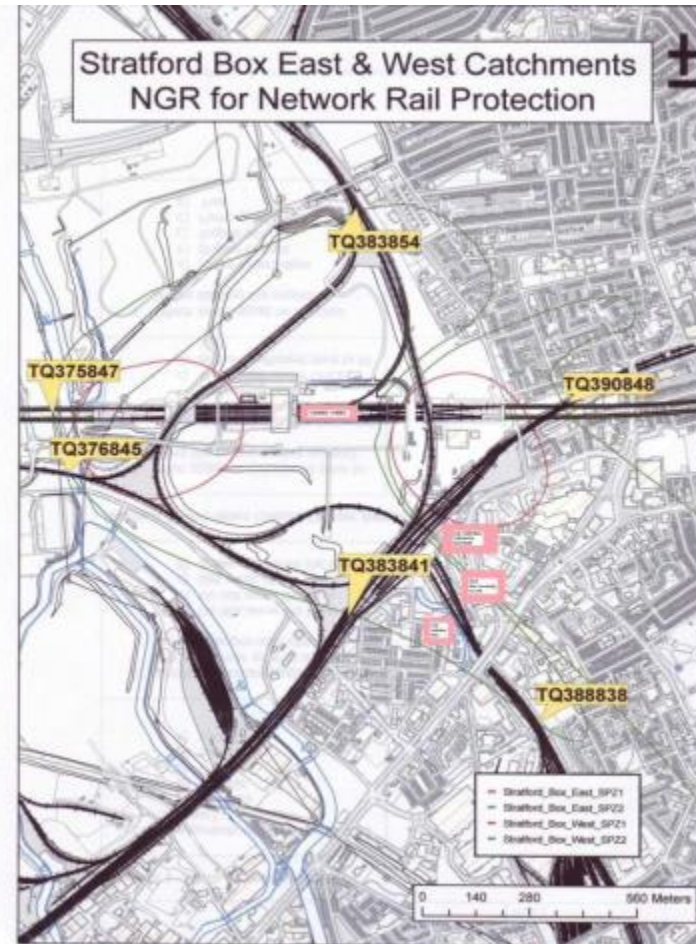 Stratford Box East & West Catchments
NGR for Network Rail Protection
TQ383854
TQ375847
TQ390848
TQ376845
TQ383841
TQ388838
Stratford_Box_East_SPZ1
Stratford_Box_East_SPZ2
Stratford_Box_West_SPZ1
Stratford_Box_West_SPZ2
0 140 280 560 Meters